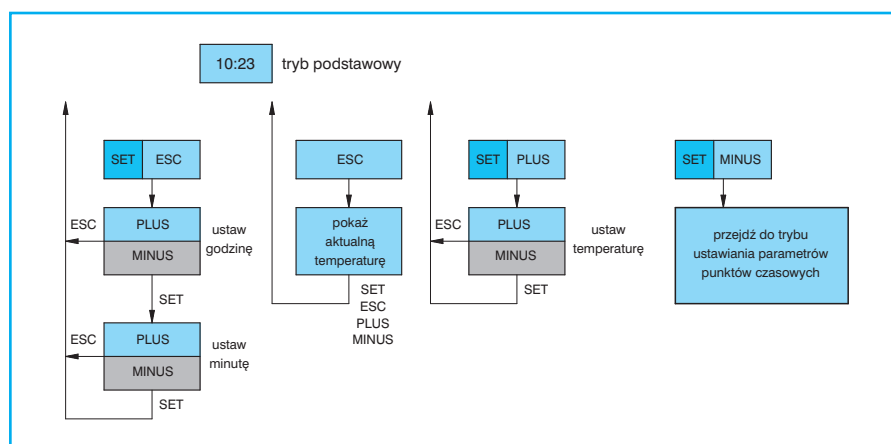 10:23 tryb podstawowy
SET ESC
ESC
PLUS
MINUS
ustaw
godzinę
SET
ESC
PLUS
MINUS
ustaw
minutę
SET
ESC
pokaż
aktualną
temperaturę
SET
ESC
PLUS
MINUS
SET PLUS
ESC
PLUS
MINUS
ustaw
temperaturę
SET
SET MINUS
przejdź do trybu
ustawiania parametrów
punktów czasowych